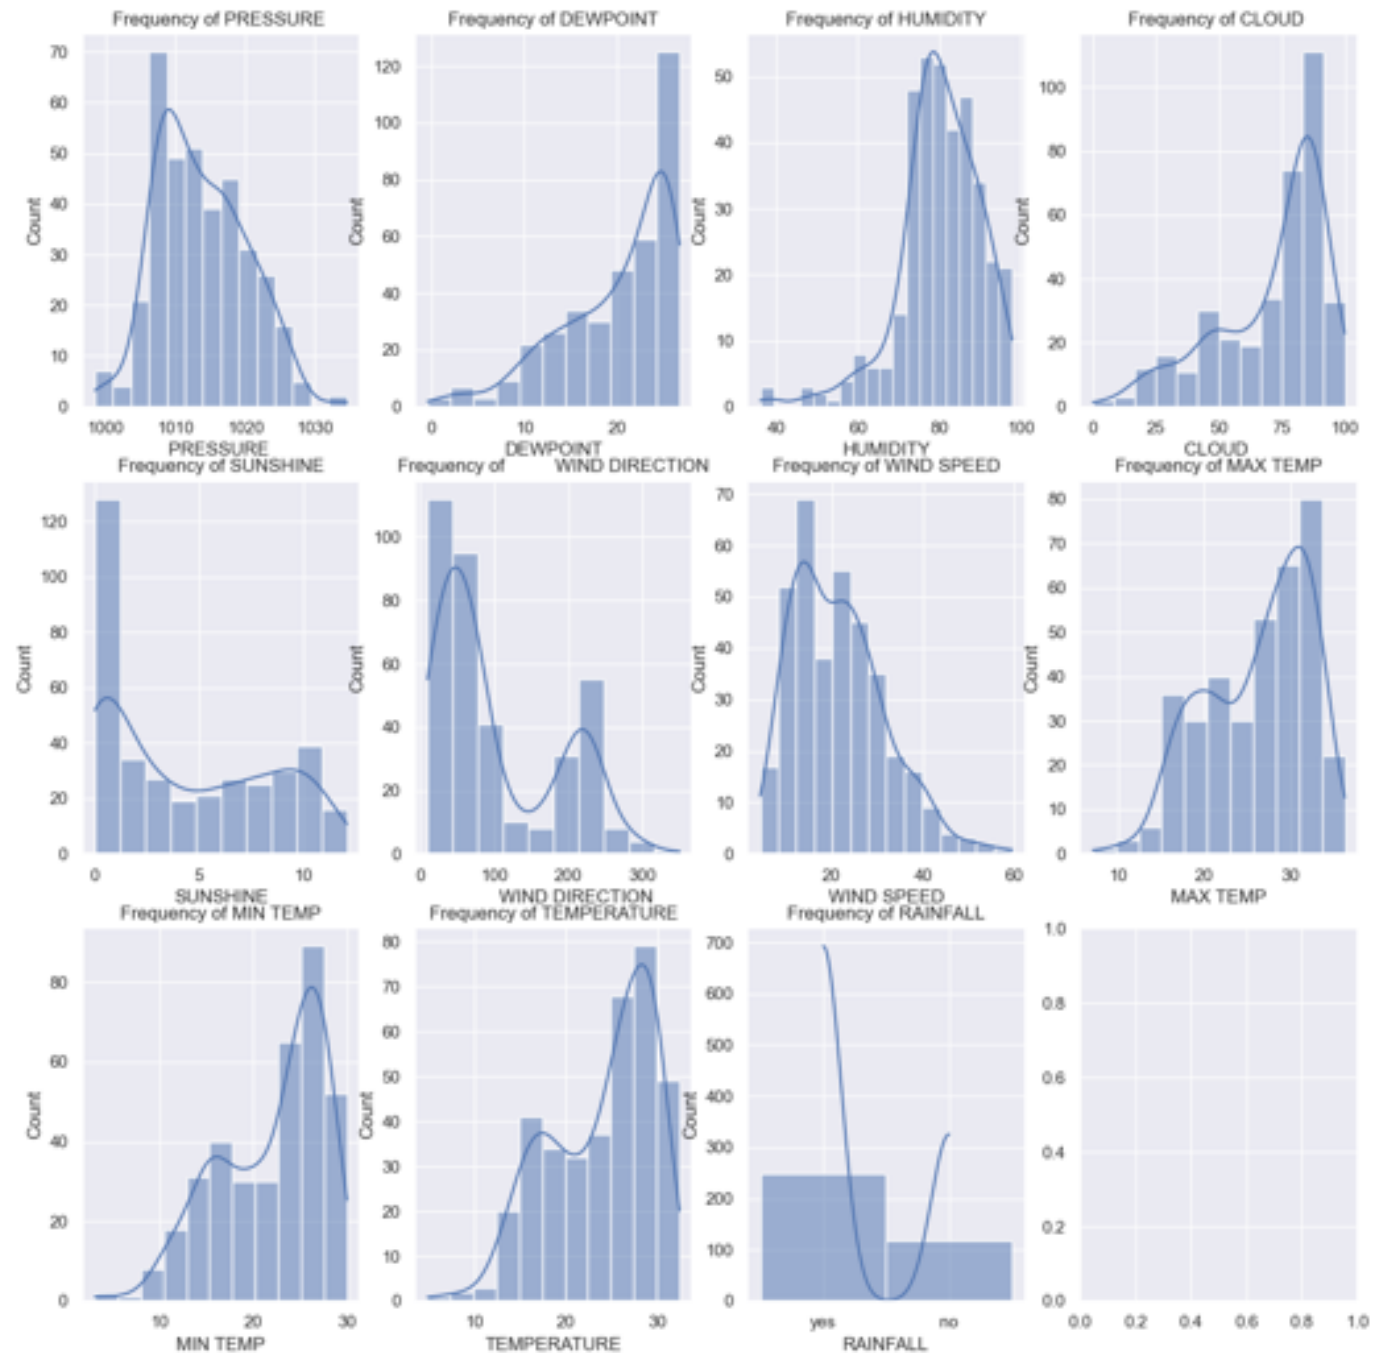 Frequency of PRESSURE
Count
70
60
50
40
30
20
10
0
1000 1010 1020 1030
PRESSURE
Frequency of DEWPOINT
Count
120
100
80
60
40
20
0
0 10 20
DEWPOINT
Frequency of HUMIDITY
Count
50
40
30
20
10
0
40 60 80 100
HUMIDITY
Frequency of CLOUD
Count
100
80
60
40
20
0
0 25 50 75 100
CLOUD
Frequency of SUNSHINE
Count
120
100
80
60
40
20
0
0 5 10
SUNSHINE
Frequency of WIND DIRECTION
Count
100
80
60
40
20
0
0 100 200 300
WIND DIRECTION
Frequency of WIND SPEED
Count
70
60
50
40
30
20
10
0
20 40 60
WIND SPEED
Frequency of MAX TEMP
Count
80
70
60
50
40
30
20
10
0
10 20 30
MAX TEMP
Frequency of MIN TEMP
Count
80
60
40
20
0
10 20 30
MIN TEMP
Frequency of TEMPERATURE
Count
80
70
60
50
40
30
20
10
0
10 20 30
TEMPERATURE
Frequency of RAINFALL
Count
700
600
500
400
300
200
100
0
yes no
RAINFALL
1.0
0.8
0.6
0.4
0.2
0.0
0.0 0.2 0.4 0.6 0.8 1.0